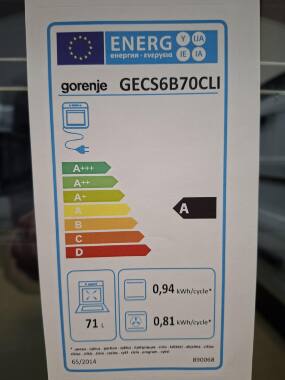 ENERG Y UA
енергия · ενεργεια IE IA
gorenje GECS6B70CLI
A+++
A++
A+
A
B
C
D
A
71 L
0,94 kWh/cycle*
0,81 kWh/cycle*
65/2014 890068